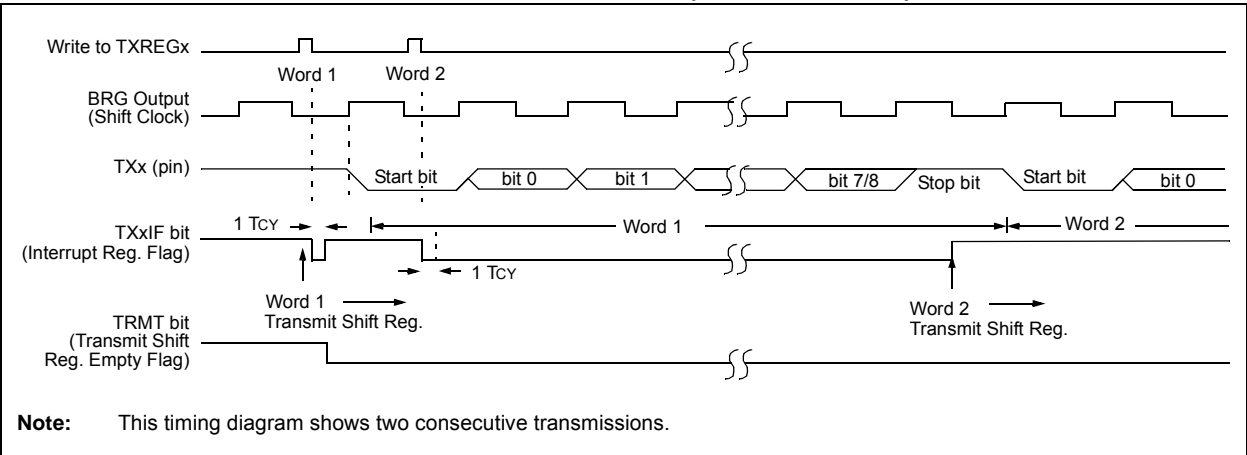 Write to TXREGx
Word 1
Word 2
BRG Output
(Shift Clock)
TXx (pin)
Start bit
bit 0
bit 1
bit 7/8
Stop bit
Start bit
bit 0
TXxIF bit
(Interrupt Reg. Flag)
1 TCY
Word 1
Word 2
1 TCY
Word 1
Transmit Shift Reg.
Word 2
Transmit Shift Reg.
TRMT bit
(Transmit Shift
Reg. Empty Flag)
Note: This timing diagram shows two consecutive transmissions.